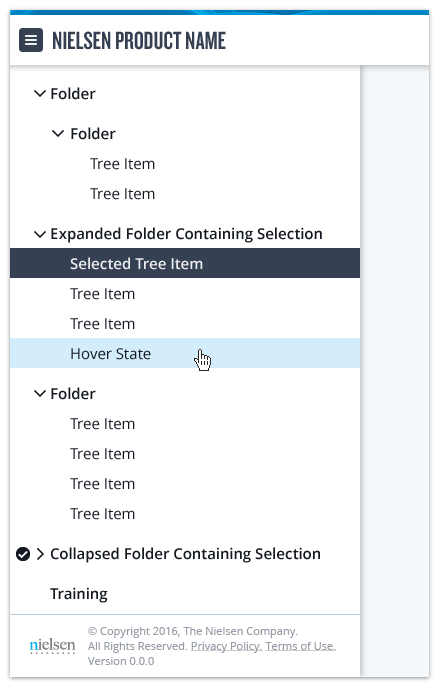 NIELSEN PRODUCT NAME
Folder
Folder
Tree Item
Tree Item
Expanded Folder Containing Selection
Selected Tree Item
Tree Item
Tree Item
Hover State
Folder
Tree Item
Tree Item
Tree Item
Tree Item
Collapsed Folder Containing Selection
Training
nielsen
© Copyright 2016, The Nielsen Company.
All Rights Reserved. Privacy Policy. Terms of Use.
Version 0.0.0